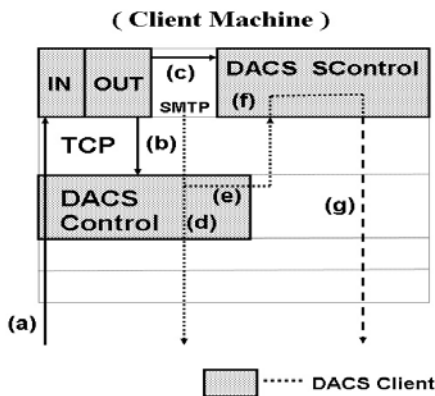 ( Client Machine )
IN OUT
(c)
DACS SControl
SMTP
(f)
TCP
(b)
DACS
Control
(e)
(d)
(g)
(a)
DACS Client